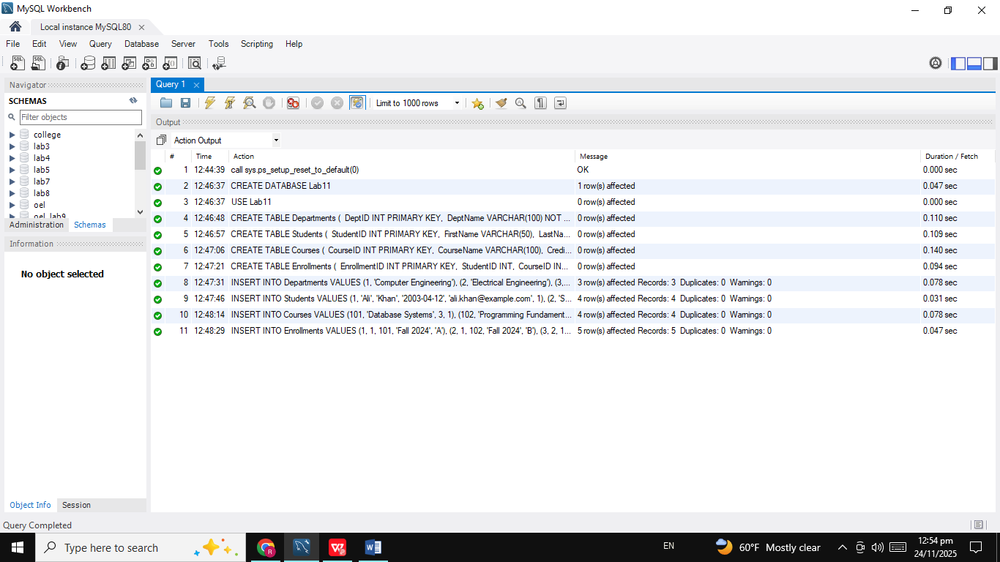 MySQL Workbench
Local instance MySQL80
File Edit View Query Database Server Tools Scripting Help
Navigator
SCHEMAS
Filter objects
college
lab3
lab4
lab5
lab7
lab8
oel
oel_lab9
Administration Schemas
Information
No object selected
Object Info Session
Query Completed
Query 1
Limit to 1000 rows
Output
Action Output
# Time Action Message Duration / Fetch
1 12:44:39 call sys.ps_setup_reset_to_default(0) OK 0.000 sec
2 12:46:37 CREATE DATABASE Lab11 1 row(s) affected 0.047 sec
3 12:46:37 USE Lab11 0 row(s) affected 0.000 sec
4 12:46:48 CREATE TABLE Departments ( DeptID INT PRIMARY KEY, DeptName VARCHAR(100) NOT ... 0 row(s) affected 0.110 sec
5 12:46:57 CREATE TABLE Students ( StudentID INT PRIMARY KEY, FirstName VARCHAR(50), LastNa... 0 row(s) affected 0.109 sec
6 12:47:06 CREATE TABLE Courses ( CourseID INT PRIMARY KEY, CourseName VARCHAR(100), Credi... 0 row(s) affected 0.140 sec
7 12:47:21 CREATE TABLE Enrollments ( EnrollmentID INT PRIMARY KEY, StudentID INT, CourseID IN... 0 row(s) affected 0.094 sec
8 12:47:31 INSERT INTO Departments VALUES (1, 'Computer Engineering'), (2, 'Electrical Engineering'), (3,... 3 row(s) affected Records: 3 Duplicates: 0 Warnings: 0 0.078 sec
9 12:47:46 INSERT INTO Students VALUES (1, 'Ali', 'Khan', '2003-04-12', 'ali.khan@example.com', 1), (2, 'S... 4 row(s) affected Records: 4 Duplicates: 0 Warnings: 0 0.031 sec
10 12:48:14 INSERT INTO Courses VALUES (101, 'Database Systems', 3, 1), (102, 'Programming Fundament... 4 row(s) affected Records: 4 Duplicates: 0 Warnings: 0 0.078 sec
11 12:48:29 INSERT INTO Enrollments VALUES (1, 1, 101, 'Fall 2024', 'A'), (2, 1, 102, 'Fall 2024', 'B'), (3, 2, 1... 5 row(s) affected Records: 5 Duplicates: 0 Warnings: 0 0.047 sec
Type here to search
EN
60°F Mostly clear
12:54 pm
24/11/2025